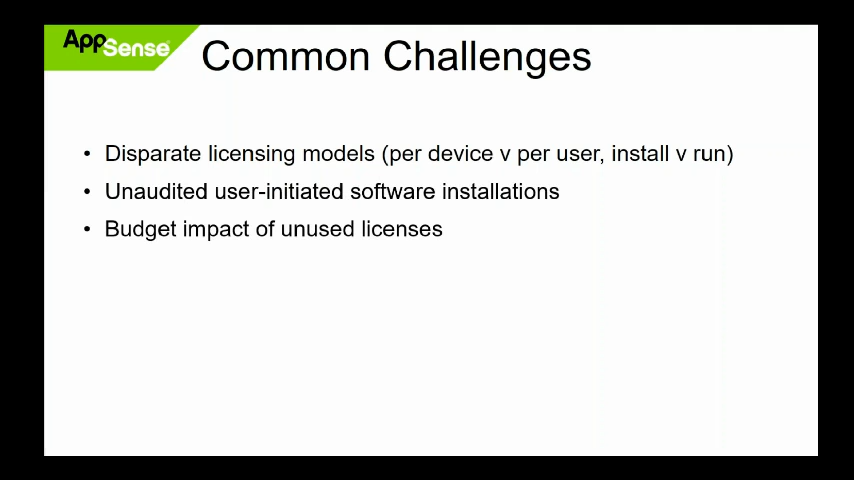 AppSense
Common Challenges
• Disparate licensing models (per device v per user, install v run)
• Unaudited user-initiated software installations
• Budget impact of unused licenses